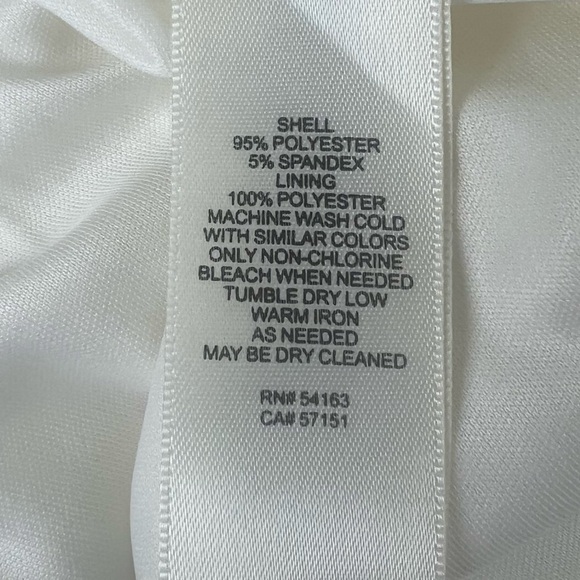 SHELL
95% POLYESTER
5% SPANDEX
LINING
100% POLYESTER
MACHINE WASH COLD
WITH SIMILAR COLORS
ONLY NON-CHLORINE
BLEACH WHEN NEEDED
TUMBLE DRY LOW
WARM IRON
AS NEEDED
MAY BE DRY CLEANED
RN# 54163
CA# 57151